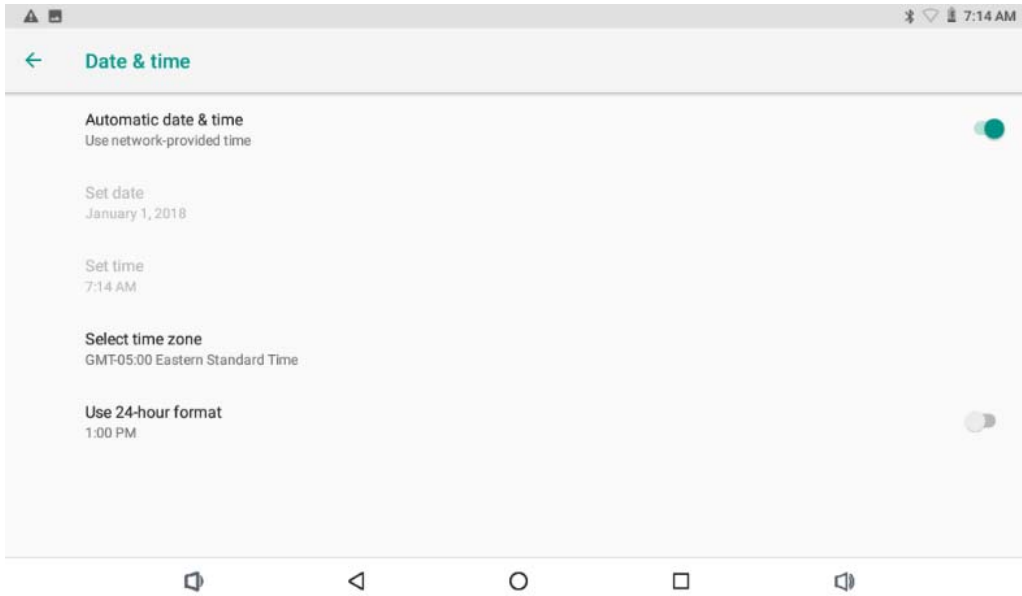 7:14 AM
Date & time
Automatic date & time
Use network-provided time
Set date
January 1, 2018
Set time
7:14 AM
Select time zone
GMT-05:00 Eastern Standard Time
Use 24-hour format
1:00 PM